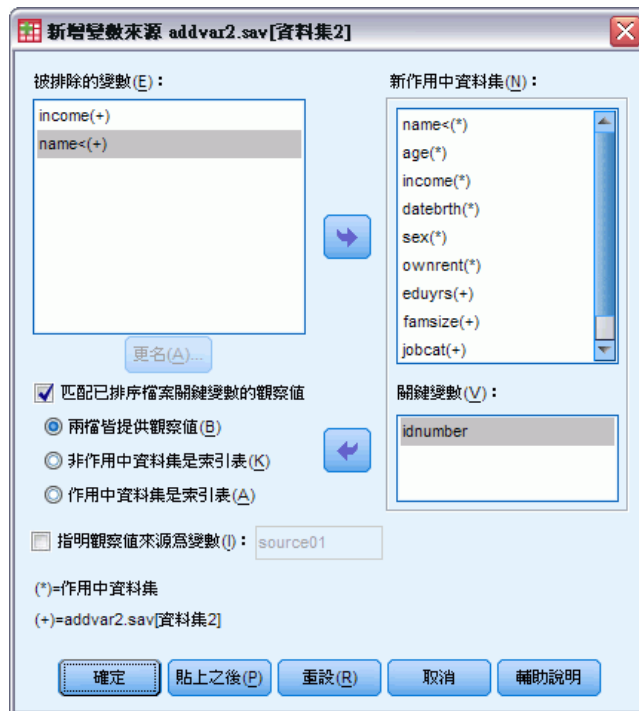 新增變數來源 addvar2.sav[資料集2]
被排除的變數(E)：
income(+)
name<(+)
更名(A)...
新作用中資料集(N)：
name<(*)
age(*)
income(*)
datebrth(*)
sex(*)
ownrent(*)
eduyrs(+)
famsize(+)
jobcat(+)
匹配已排序檔案關鍵變數的觀察值
兩檔皆提供觀察值(B)
非作用中資料集是索引表(K)
作用中資料集是索引表(A)
關鍵變數(V)：
idnumber
指明觀察值來源為變數(I)： source01
(*)=作用中資料集
(+)=addvar2.sav[資料集2]
確定 貼上之後(P) 重設(R) 取消 輔助說明